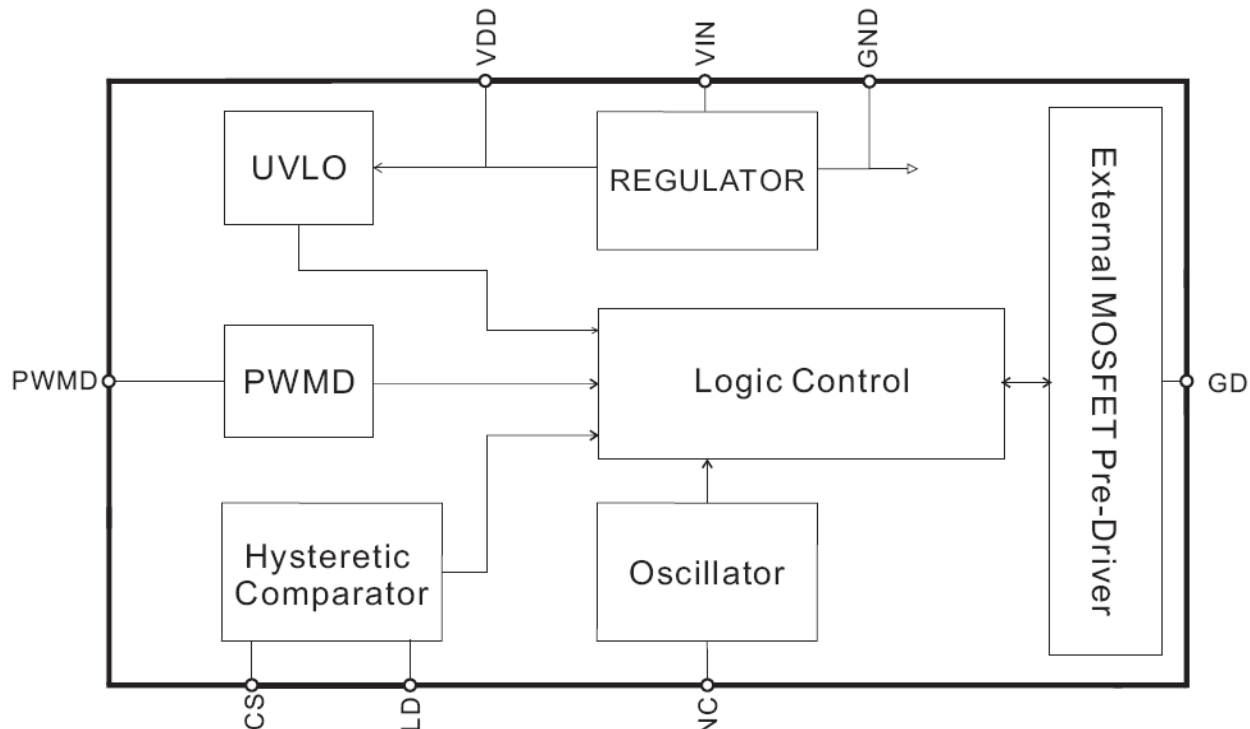 VDD
VIN
GND
UVLO
REGULATOR
External MOSFET Pre-Driver
PWMD
PWMD
Logic Control
GD
Hysteretic
Comparator
Oscillator
CS
LD
NC